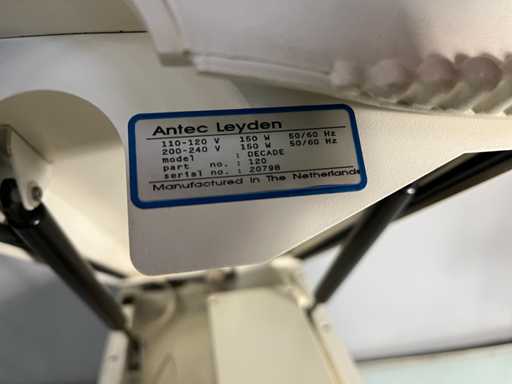 Antec Leyden
110-120 V 150 W 50/60 Hz
200-240 V 150 W 50/60 Hz
model : DECADE
part no. : 120
serial no. : 20798
Manufactured in The Netherlands